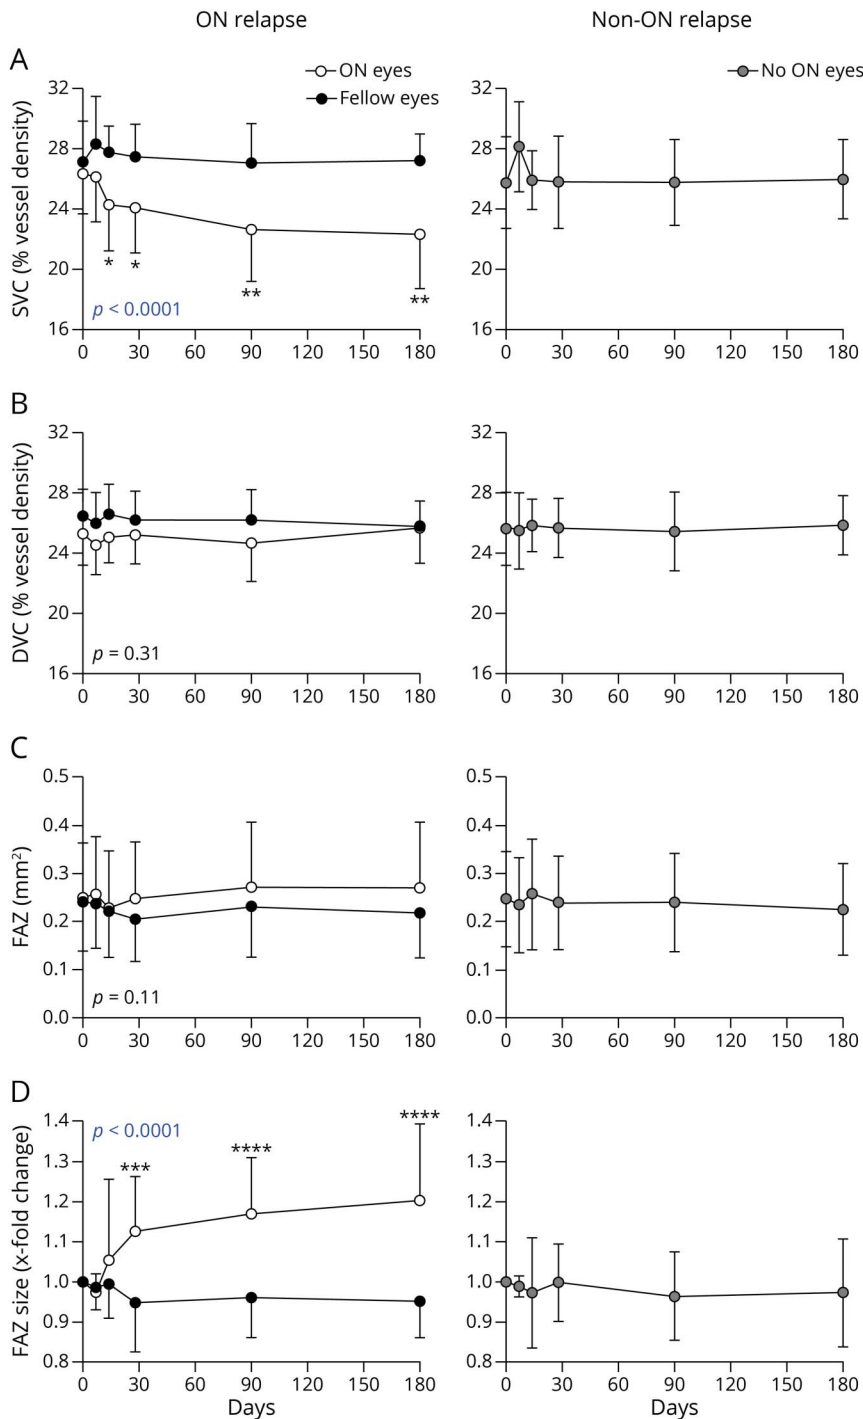 ON relapse
Non-ON relapse
A
ON eyes
Fellow eyes
No ON eyes
SVC (% vessel density)
32
28
24
20
16
* * ** **
p < 0.0001
0 30 60 90 120 150 180
32
28
24
20
16
0 30 60 90 120 150 180
B
DVC (% vessel density)
32
28
24
20
16
p = 0.31
0 30 60 90 120 150 180
32
28
24
20
16
0 30 60 90 120 150 180
C
FAZ (mm²)
0.5
0.4
0.3
0.2
0.1
0.0
p = 0.11
0 30 60 90 120 150 180
0.5
0.4
0.3
0.2
0.1
0.0
0 30 60 90 120 150 180
D
FAZ size (x-fold change)
1.4
1.3
1.2
1.1
1.0
0.9
0.8
p < 0.0001
*** **** ****
0 30 60 90 120 150 180
Days
1.4
1.3
1.2
1.1
1.0
0.9
0.8
0 30 60 90 120 150 180
Days